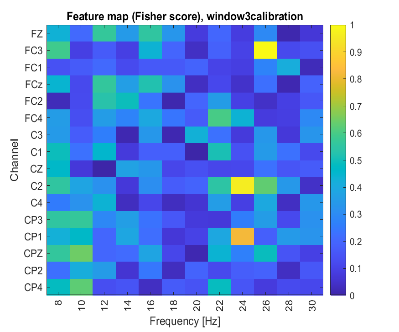 Feature map (Fisher score), window3calibration
FZ
FC3
FC1
FCz
FC2
FC4
C3
C1
CZ
C2
C4
CP3
CP1
CPZ
CP2
CP4
Channel
8 10 12 14 16 18 20 22 24 26 28 30
Frequency [Hz]
1
0.9
0.8
0.7
0.6
0.5
0.4
0.3
0.2
0.1
0